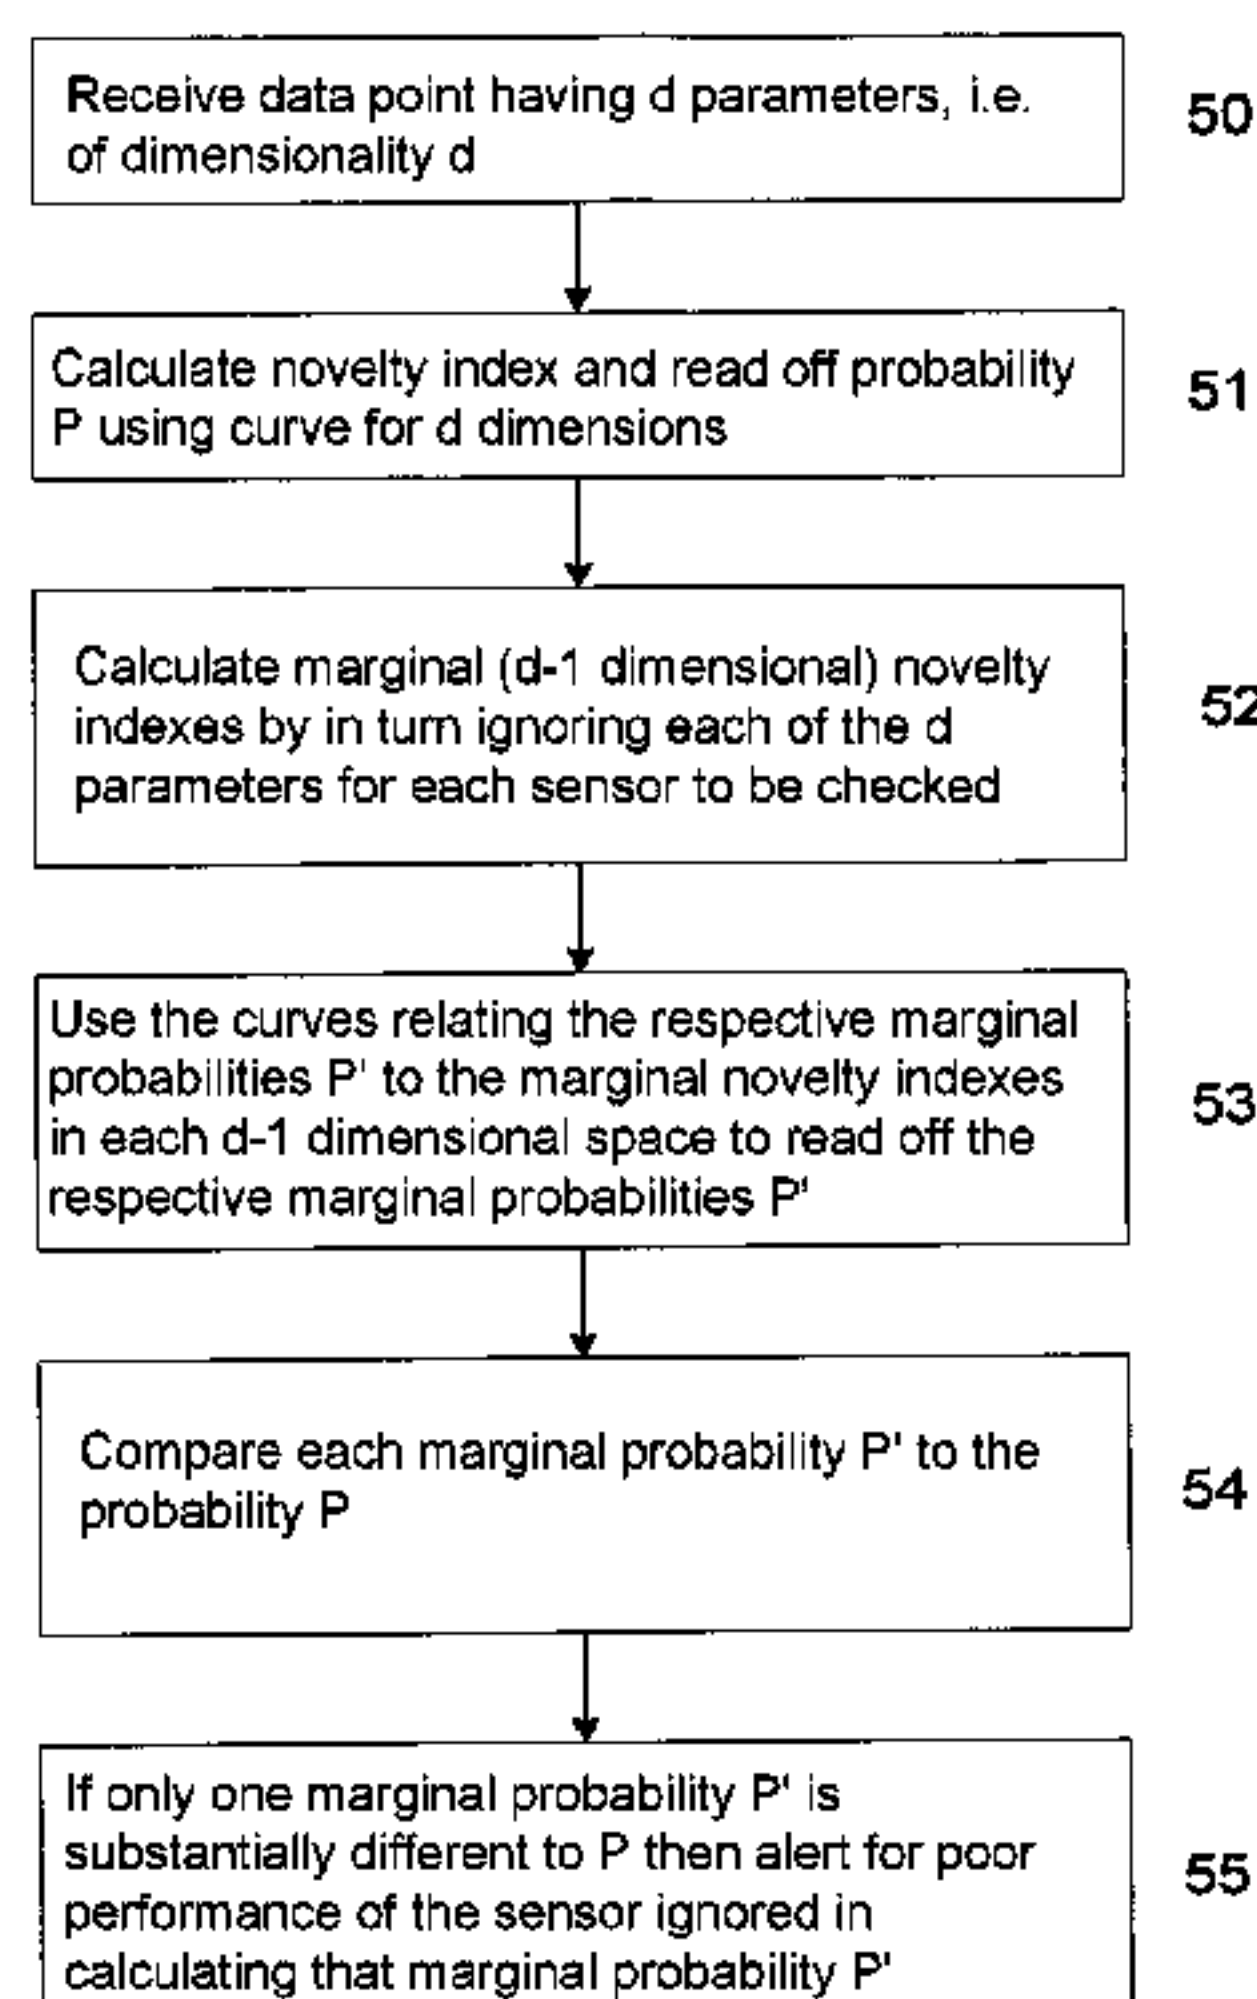 Receive data point having d parameters, i.e.
of dimensionality d
50
Calculate novelty index and read off probability
P using curve for d dimensions
51
Calculate marginal (d-1 dimensional) novelty
indexes by in turn ignoring each of the d
parameters for each sensor to be checked
52
Use the curves relating the respective marginal
probabilities P' to the marginal novelty indexes
in each d-1 dimensional space to read off the
respective marginal probabilities P'
53
Compare each marginal probability P' to the
probability P
54
If only one marginal probability P' is
substantially different to P then alert for poor
performance of the sensor ignored in
calculating that marginal probability P'
55